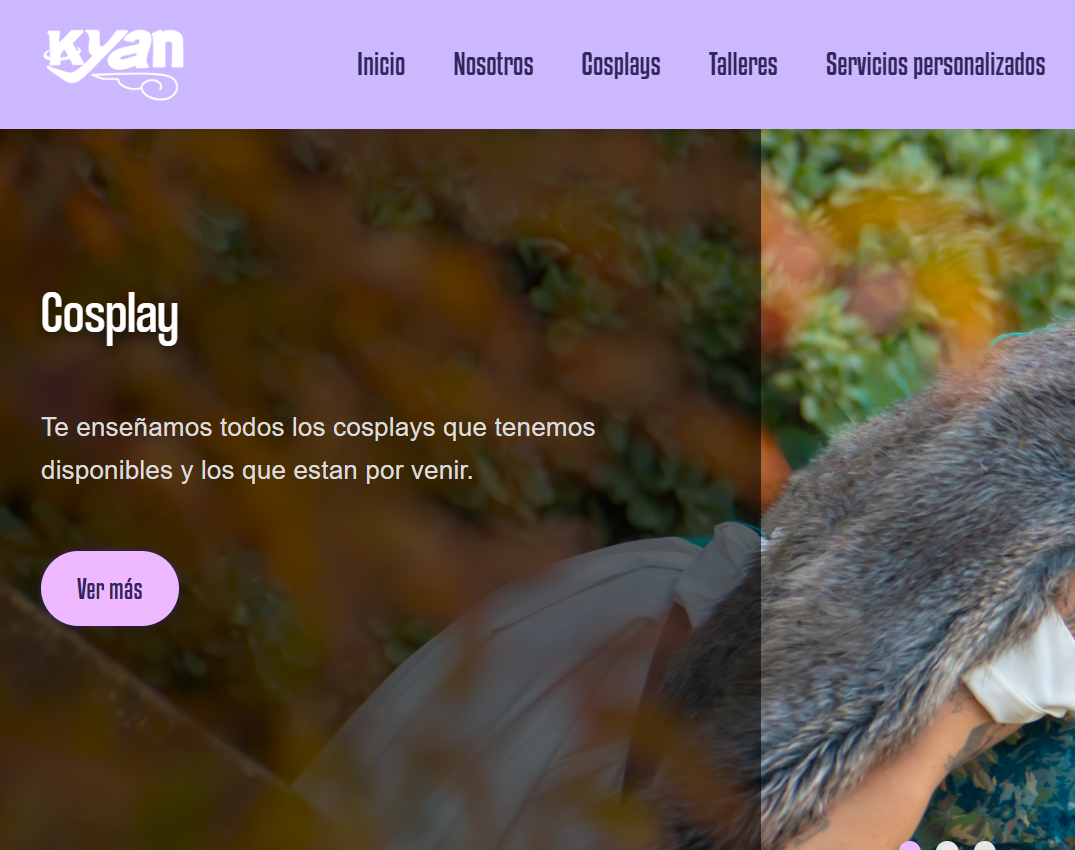 Kyan
Inicio Nosotros Cosplays Talleres Servicios personalizados
Cosplay
Te enseñamos todos los cosplays que tenemos
disponibles y los que estan por venir.
Ver más